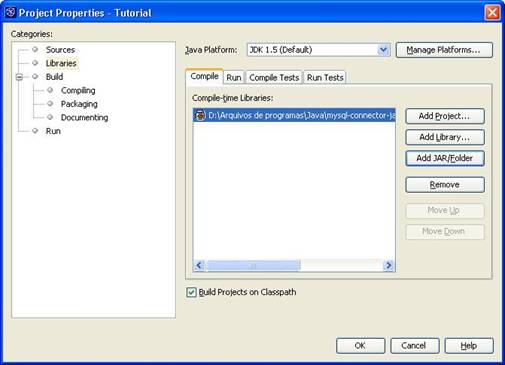 Project Properties - Tutorial
Categories:
Sources
Libraries
Build
Compiling
Packaging
Documenting
Run
Java Platform:
JDK 1.5 (Default)
Manage Platforms...
Compile
Run
Compile Tests
Run Tests
Compile-time Libraries:
D:\Arquivos de programas\Java\mysql-connector-ja
Add Project...
Add Library...
Add JAR/Folder
Remove
Move Up
Move Down
Build Projects on Classpath
OK
Cancel
Help